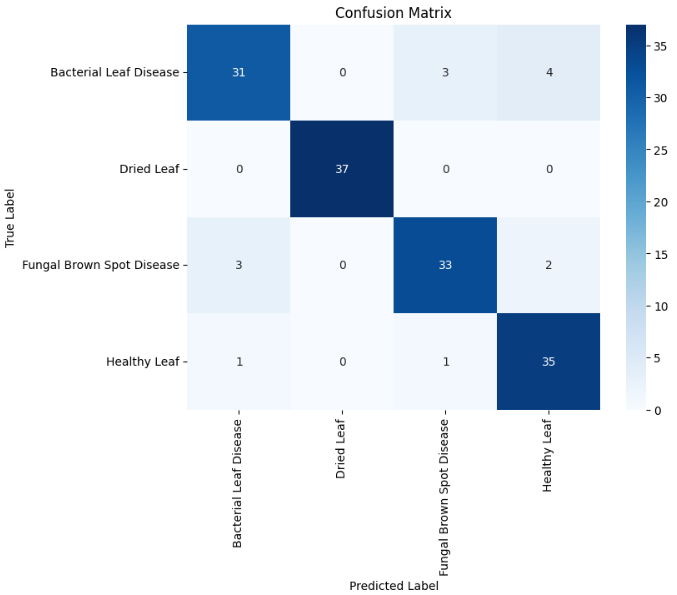 Confusion Matrix
True Label
Bacterial Leaf Disease
31 0 3 4
Dried Leaf
0 37 0 0
Fungal Brown Spot Disease
3 0 33 2
Healthy Leaf
1 0 1 35
Bacterial Leaf Disease
Dried Leaf
Fungal Brown Spot Disease
Healthy Leaf
Predicted Label
35
30
25
20
15
10
5
0